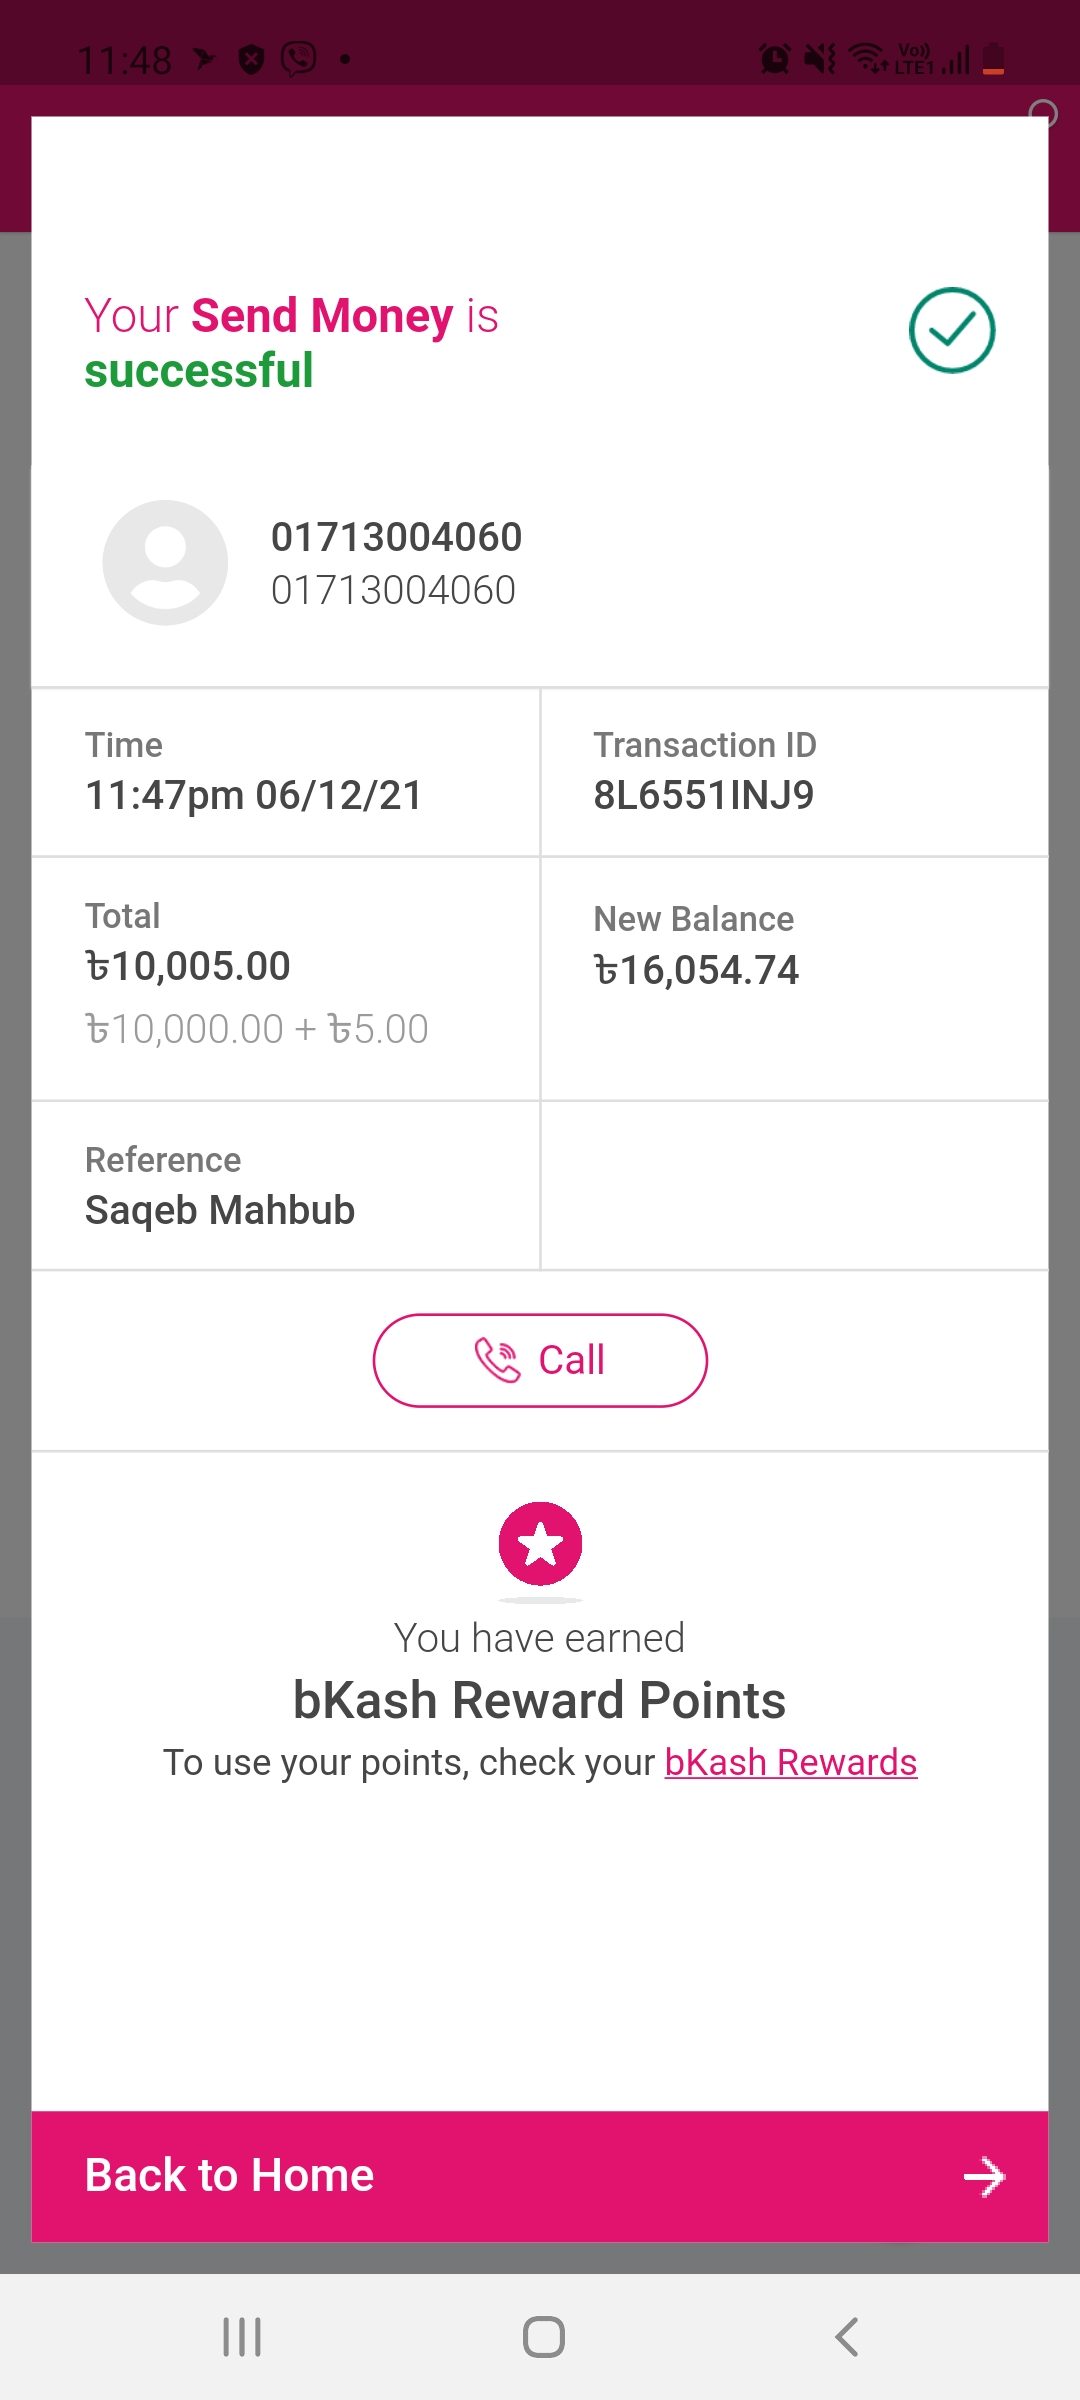 11:48
Vo))
LTE1
Your Send Money is
successful
01713004060
01713004060
Time
11:47pm 06/12/21
Transaction ID
8L6551INJ9
Total
৳10,005.00
৳10,000.00 + ৳5.00
New Balance
৳16,054.74
Reference
Saqeb Mahbub
Call
You have earned
bKash Reward Points
To use your points, check your bKash Rewards
Back to Home